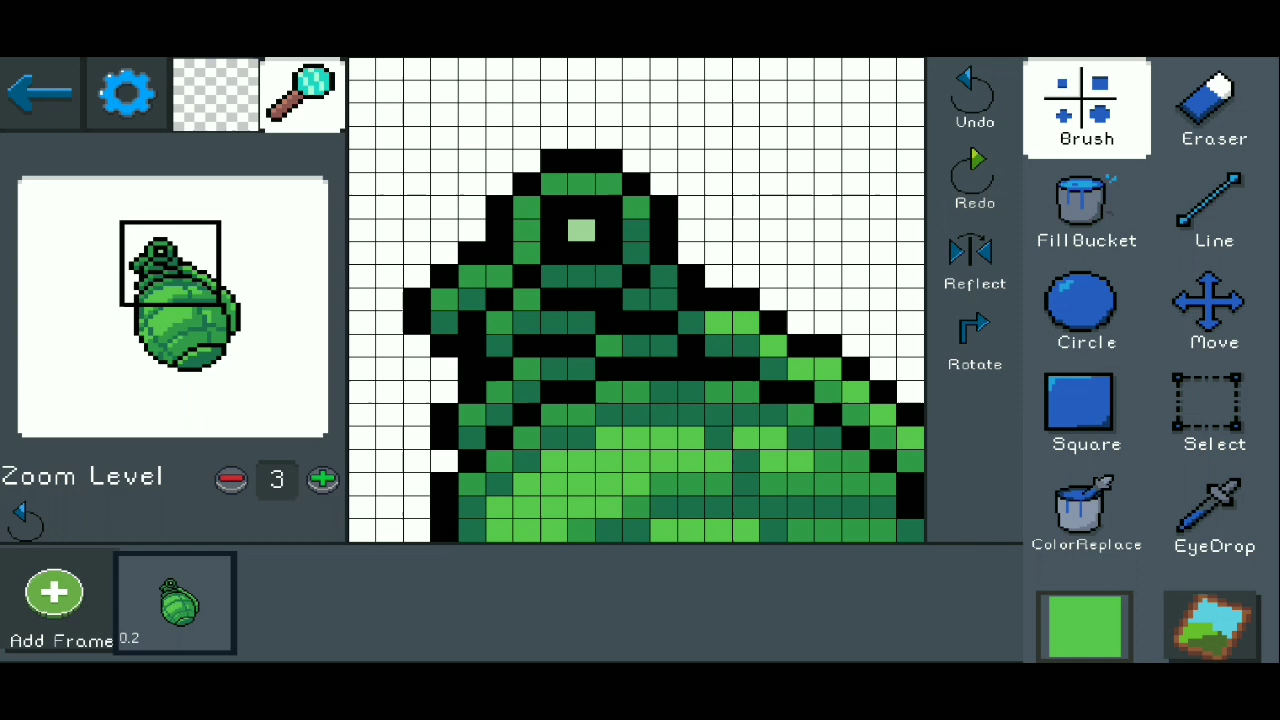 Undo
Redo
Reflect
Rotate
Brush
Eraser
FillBucket
Line
Circle
Move
Square
Select
ColorReplace
EyeDrop
Zoom Level
3
Add Frame
0.2